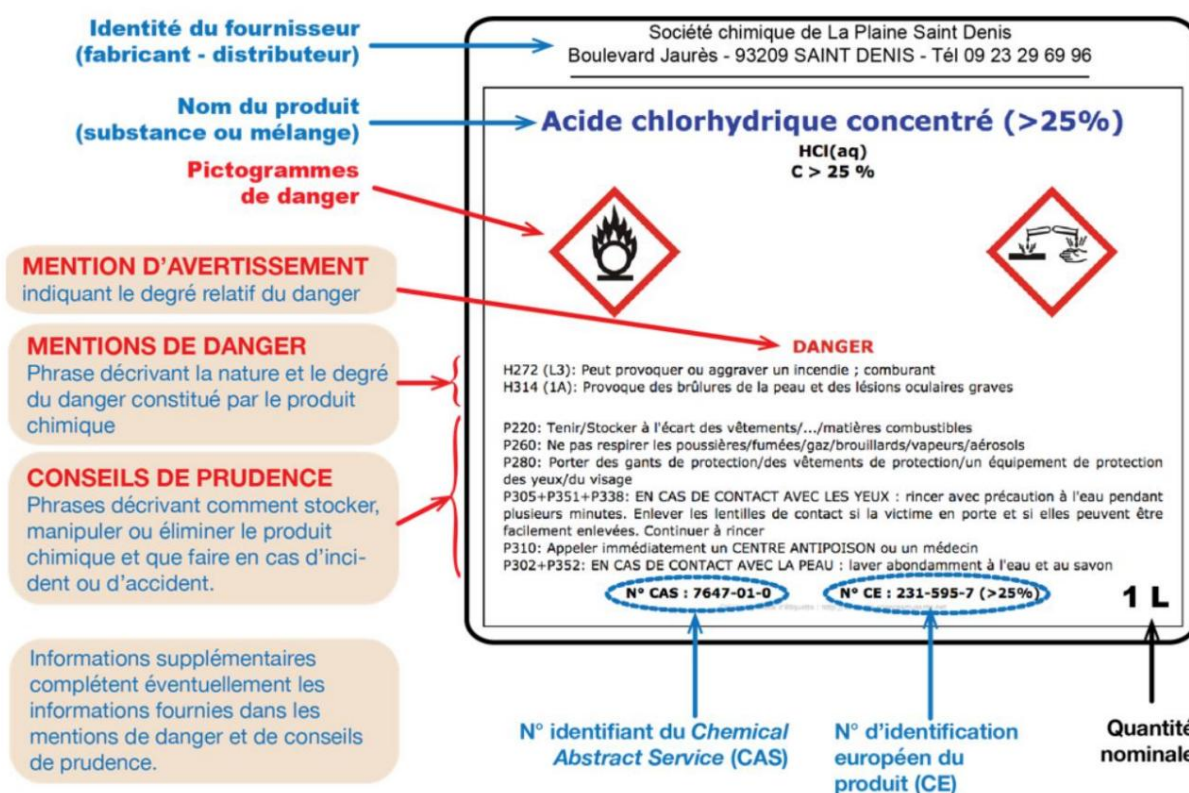 Identité du fournisseur
(fabricant - distributeur)
Société chimique de La Plaine Saint Denis
Boulevard Jaurès - 93209 SAINT DENIS - Tél 09 23 29 69 96
Nom du produit
(substance ou mélange)
Acide chlorhydrique concentré (>25%)
HCl(aq)
C > 25 %
Pictogrammes
de danger
MENTION D'AVERTISSEMENT
indiquant le degré relatif du danger
DANGER
MENTIONS DE DANGER
Phrase décrivant la nature et le degré
du danger constitué par le produit
chimique
H272 (L3): Peut provoquer ou aggraver un incendie ; comburant
H314 (1A): Provoque des brûlures de la peau et des lésions oculaires graves
CONSEILS DE PRUDENCE
Phrases décrivant comment stocker,
manipuler ou éliminer le produit
chimique et que faire en cas d'inci-
dent ou d'accident.
P220: Tenir/Stocker à l'écart des vêtements/.../matières combustibles
P260: Ne pas respirer les poussières/fumées/gaz/brouillards/vapeurs/aérosols
P280: Porter des gants de protection/des vêtements de protection/un équipement de protection
des yeux/du visage
P305+P351+P338: EN CAS DE CONTACT AVEC LES YEUX : rincer avec précaution à l'eau pendant
plusieurs minutes. Enlever les lentilles de contact si la victime en porte et si elles peuvent être
facilement enlevées. Continuer à rincer
P310: Appeler immédiatement un CENTRE ANTIPOISON ou un médecin
P302+P352: EN CAS DE CONTACT AVEC LA PEAU : laver abondamment à l'eau et au savon
N° CAS : 7647-01-0
N° CE : 231-595-7 (>25%)
1 L
Informations supplémentaires
complétent éventuellement les
informations fournies dans les
mentions de danger et de conseils
de prudence.
N° identifiant du Chemical
Abstract Service (CAS)
N° d'identification
européen du
produit (CE)
Quantité
nominale